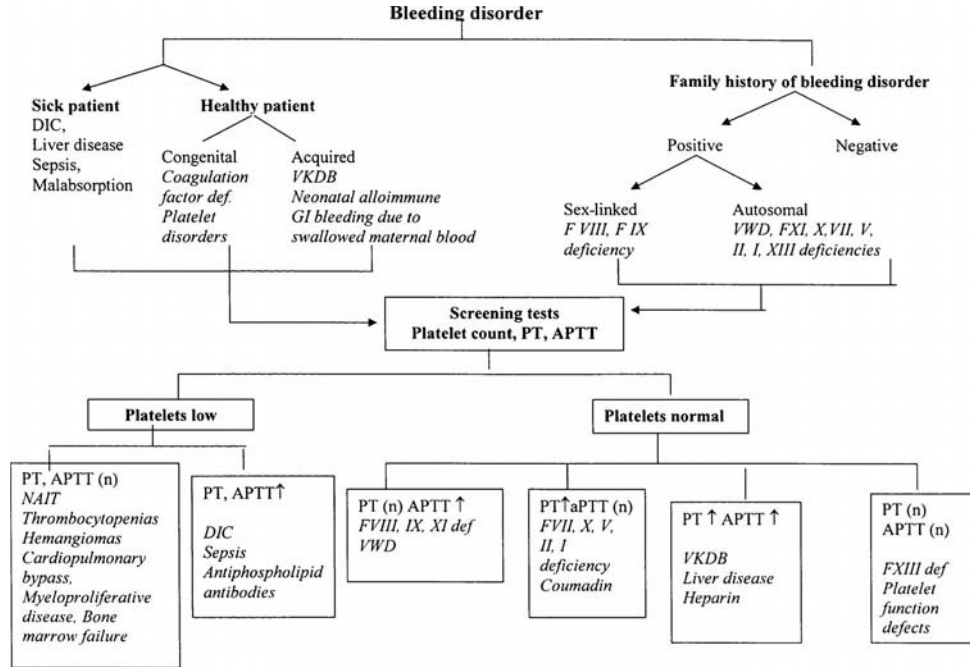 Bleeding disorder
Sick patient
DIC,
Liver disease
Sepsis,
Malabsorption
Healthy patient
Congenital
Coagulation
factor def.
Platelet
disorders
Acquired
VKDB
Neonatal alloimmune
GI bleeding due to
swallowed maternal blood
Family history of bleeding disorder
Positive
Negative
Sex-linked
F VIII, F IX
deficiency
Autosomal
VWD, FXI, X,VII, V,
II, I, XIII deficiencies
Screening tests
Platelet count, PT, APTT
Platelets low
Platelets normal
PT, APTT (n)
NAIT
Thrombocytopenias
Hemangiomas
Cardiopulmonary
bypass,
Myeloproliferative
disease, Bone
marrow failure
PT, APTT↑
DIC
Sepsis
Antiphospholipid
antibodies
PT (n) APTT ↑
FVIII, IX, XI def
VWD
PT↑aPTT (n)
FVII, X, V,
II, I
deficiency
Coumadin
PT ↑ APTT ↑
VKDB
Liver disease
Heparin
PT (n)
APTT (n)
FXIII def
Platelet
function
defects